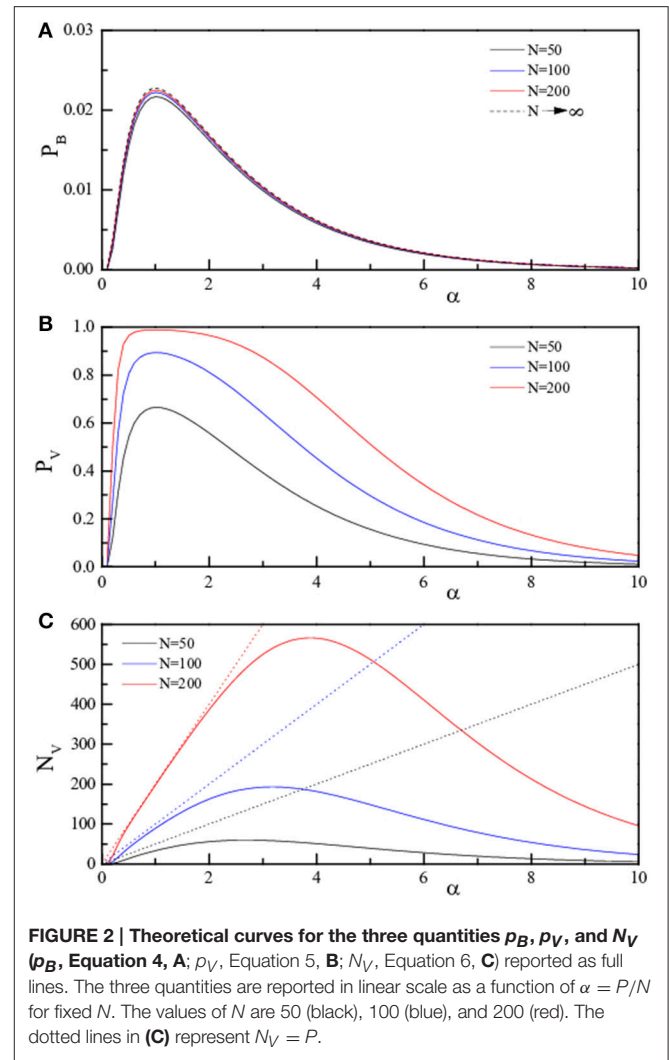 A
0.03
0.02
0.01
0.00
P_B
N=50
N=100
N=200
N → ∞
0 2 4 6 8 10
α
B
1.0
0.8
0.6
0.4
0.2
0.0
P_V
N=50
N=100
N=200
0 2 4 6 8 10
α
C
600
500
400
300
200
100
0
N_V
N=50
N=100
N=200
0 2 4 6 8 10
α
FIGURE 2 | Theoretical curves for the three quantities p_B, p_V, and N_V
(p_B, Equation 4, A; p_V, Equation 5, B; N_V, Equation 6, C) reported as full
lines. The three quantities are reported in linear scale as a function of α = P/N
for fixed N. The values of N are 50 (black), 100 (blue), and 200 (red). The
dotted lines in (C) represent N_V = P.